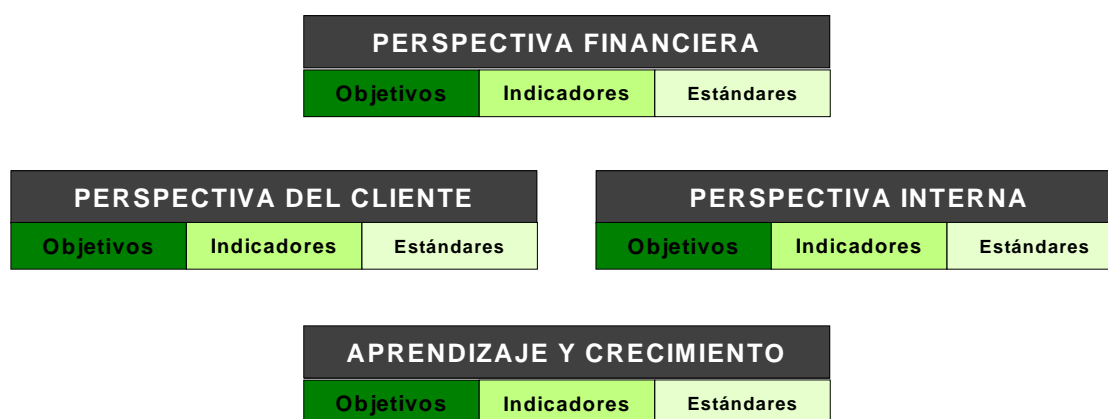 PERSPECTIVA FINANCIERA
Objetivos Indicadores Estándares
PERSPECTIVA DEL CLIENTE
Objetivos Indicadores Estándares
PERSPECTIVA INTERNA
Objetivos Indicadores Estándares
APRENDIZAJE Y CRECIMIENTO
Objetivos Indicadores Estándares